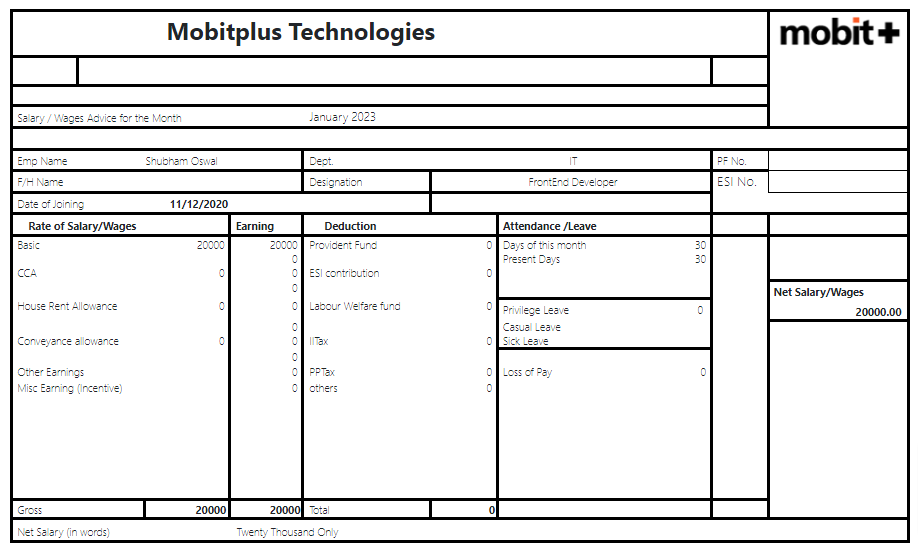 Mobitplus Technologies
mobit+
Salary / Wages Advice for the Month January 2023
Emp Name Shubham Oswal Dept. IT PF No.
F/H Name Designation FrontEnd Developer ESI No.
Date of Joining 11/12/2020
Rate of Salary/Wages Earning Deduction Attendance /Leave
Basic 20000 20000 Provident Fund 0 Days of this month 30
0 Present Days 30
CCA 0 0 ESI contribution 0
0
Net Salary/Wages
House Rent Allowance 0 0 Labour Welfare fund 0 Privilege Leave 0
20000.00
0 Casual Leave
Conveyance allowance 0 0 IITax 0 Sick Leave
0
Other Earnings 0 PPTax 0 Loss of Pay 0
Misc Earning (Incentive) 0 others 0
Gross 20000 20000 Total 0
Net Salary (in words) Twenty Thousand Only